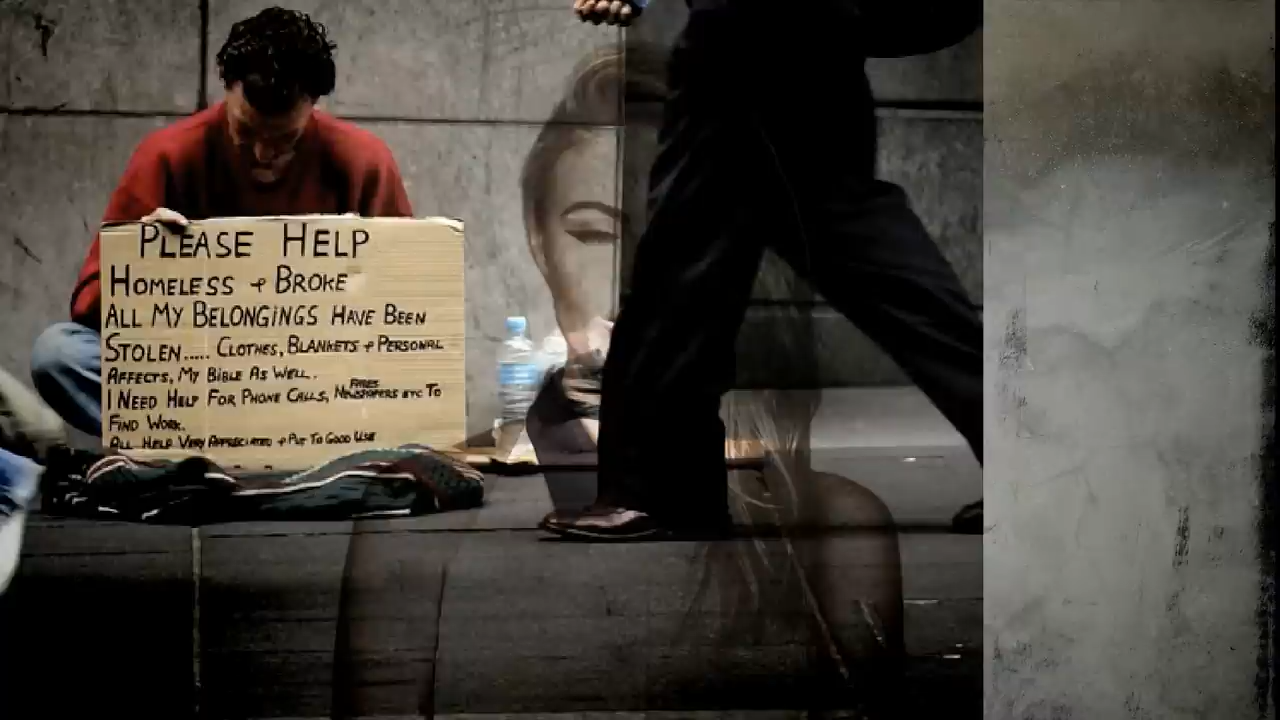 PLEASE HELP
HOMELESS + BROKE
ALL MY BELONGINGS HAVE BEEN
STOLEN..... CLOTHES, BLANKETS + PERSONAL
AFFECTS, MY BIBLE AS WELL.
I NEED HELP FOR PHONE CALLS, FARES NEWSPAPERS ETC TO
FIND WORK.
ALL HELP VERY APPRECIATED + PUT TO GOOD USE